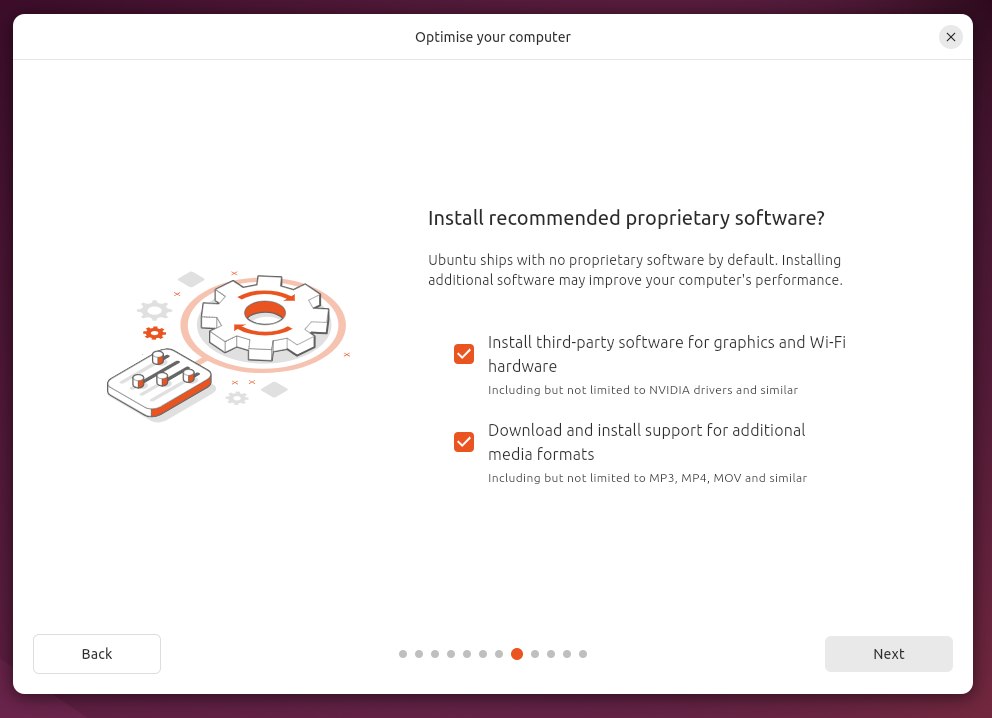 Optimise your computer
Install recommended proprietary software?
Ubuntu ships with no proprietary software by default. Installing
additional software may improve your computer's performance.
Install third-party software for graphics and Wi-Fi
hardware
Including but not limited to NVIDIA drivers and similar
Download and install support for additional
media formats
Including but not limited to MP3, MP4, MOV and similar
Back
Next